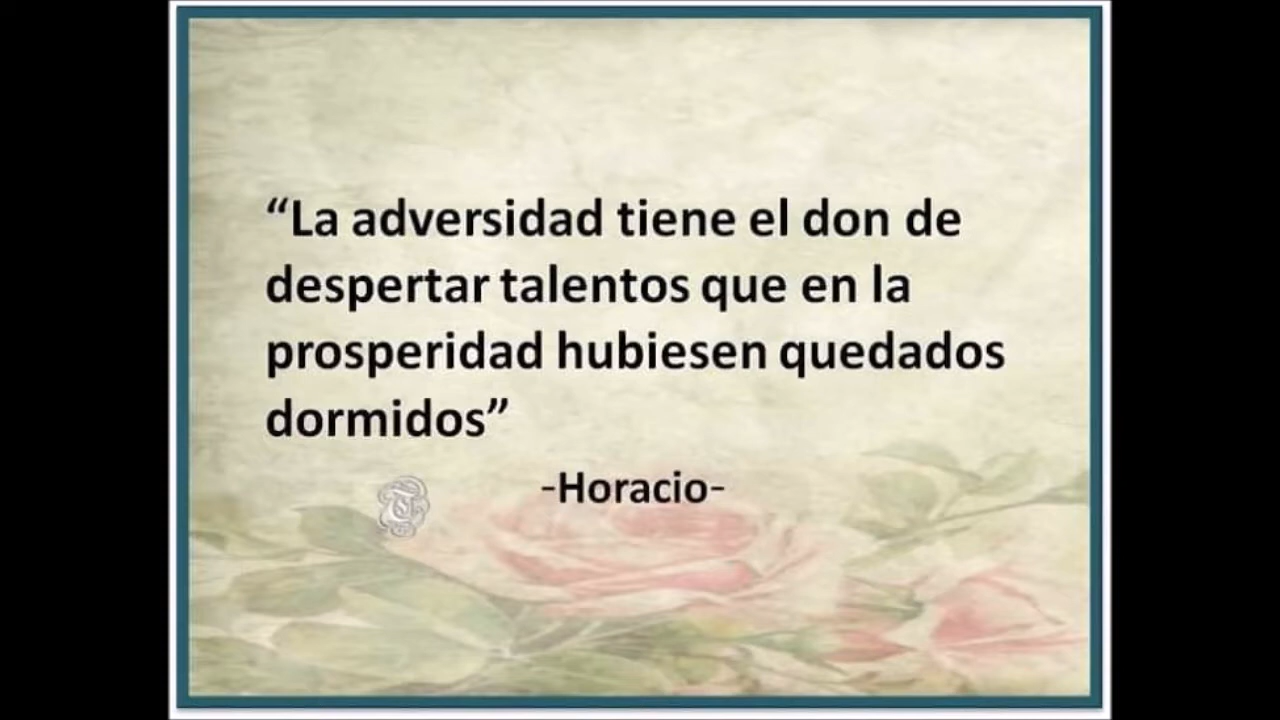 “La adversidad tiene el don de
despertar talentos que en la
prosperidad hubiesen quedados
dormidos”
-Horacio-
T